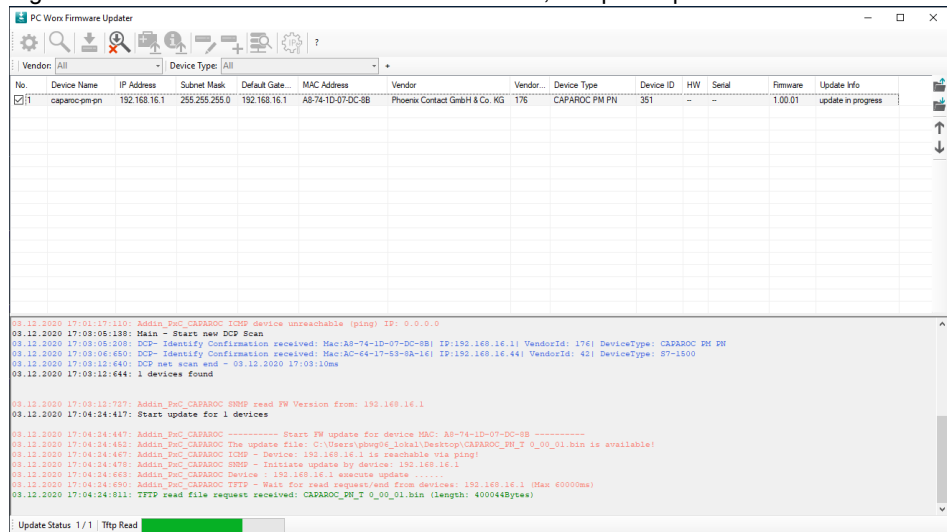 PC Worx Firmware Updater
?
Vendor: All Device Type: All +
No. Device Name IP Address Subnet Mask Default Gate... MAC Address Vendor Vendor... Device Type Device ID HW Serial Firmware Update Info
1 caparoc-pm-pn 192.168.16.1 255.255.255.0 192.168.16.1 A8-74-1D-07-DC-8B Phoenix Contact GmbH & Co. KG 176 CAPAROC PM PN 351 -- -- 1.00.01 update in progress
03.12.2020 17:01:17:110: Addin_PxC_CAPAROC ICMP device unreachable (ping) IP: 0.0.0.0
03.12.2020 17:03:05:138: Main - Start new DCP Scan
03.12.2020 17:03:05:208: DCP- Identify Confirmation received: Mac:A8-74-1D-07-DC-8B| IP:192.168.16.1| VendorId: 176| DeviceType: CAPAROC PM PN
03.12.2020 17:03:06:650: DCP- Identify Confirmation received: Mac:AC-64-17-53-8A-16| IP:192.168.16.44| VendorId: 42| DeviceType: S7-1500
03.12.2020 17:03:12:640: DCP net scan end - 03.12.2020 17:03:10ms
03.12.2020 17:03:12:644: 1 devices found
03.12.2020 17:03:12:727: Addin_PxC_CAPAROC SNMP read FW Version from: 192.168.16.1
03.12.2020 17:04:24:417: Start update for 1 devices
03.12.2020 17:04:24:447: Addin_PxC_CAPAROC ---------- Start FW update for device MAC: A8-74-1D-07-DC-8B ----------
03.12.2020 17:04:24:462: Addin_PxC_CAPAROC The update file: C:\Users\pbwg06_lokal\Desktop\CAPAROC_PN_T 0_00_01.bin is available!
03.12.2020 17:04:24:467: Addin_PxC_CAPAROC ICMP - Device: 192.168.16.1 is reachable via ping!
03.12.2020 17:04:24:478: Addin_PxC_CAPAROC SNMP - Initiate update by device: 192.168.16.1
03.12.2020 17:04:24:663: Addin_PxC_CAPAROC Device : 192.168.16.1 execute update ......
03.12.2020 17:04:24:690: Addin_PxC_CAPAROC TFTP - Wait for read request/end from devices: 192.168.16.1 (Max 60000ms)
03.12.2020 17:04:24:811: TFTP read file request received: CAPAROC_PN_T 0_00_01.bin (length: 400044Bytes)
Update Status 1 / 1 Tftp Read